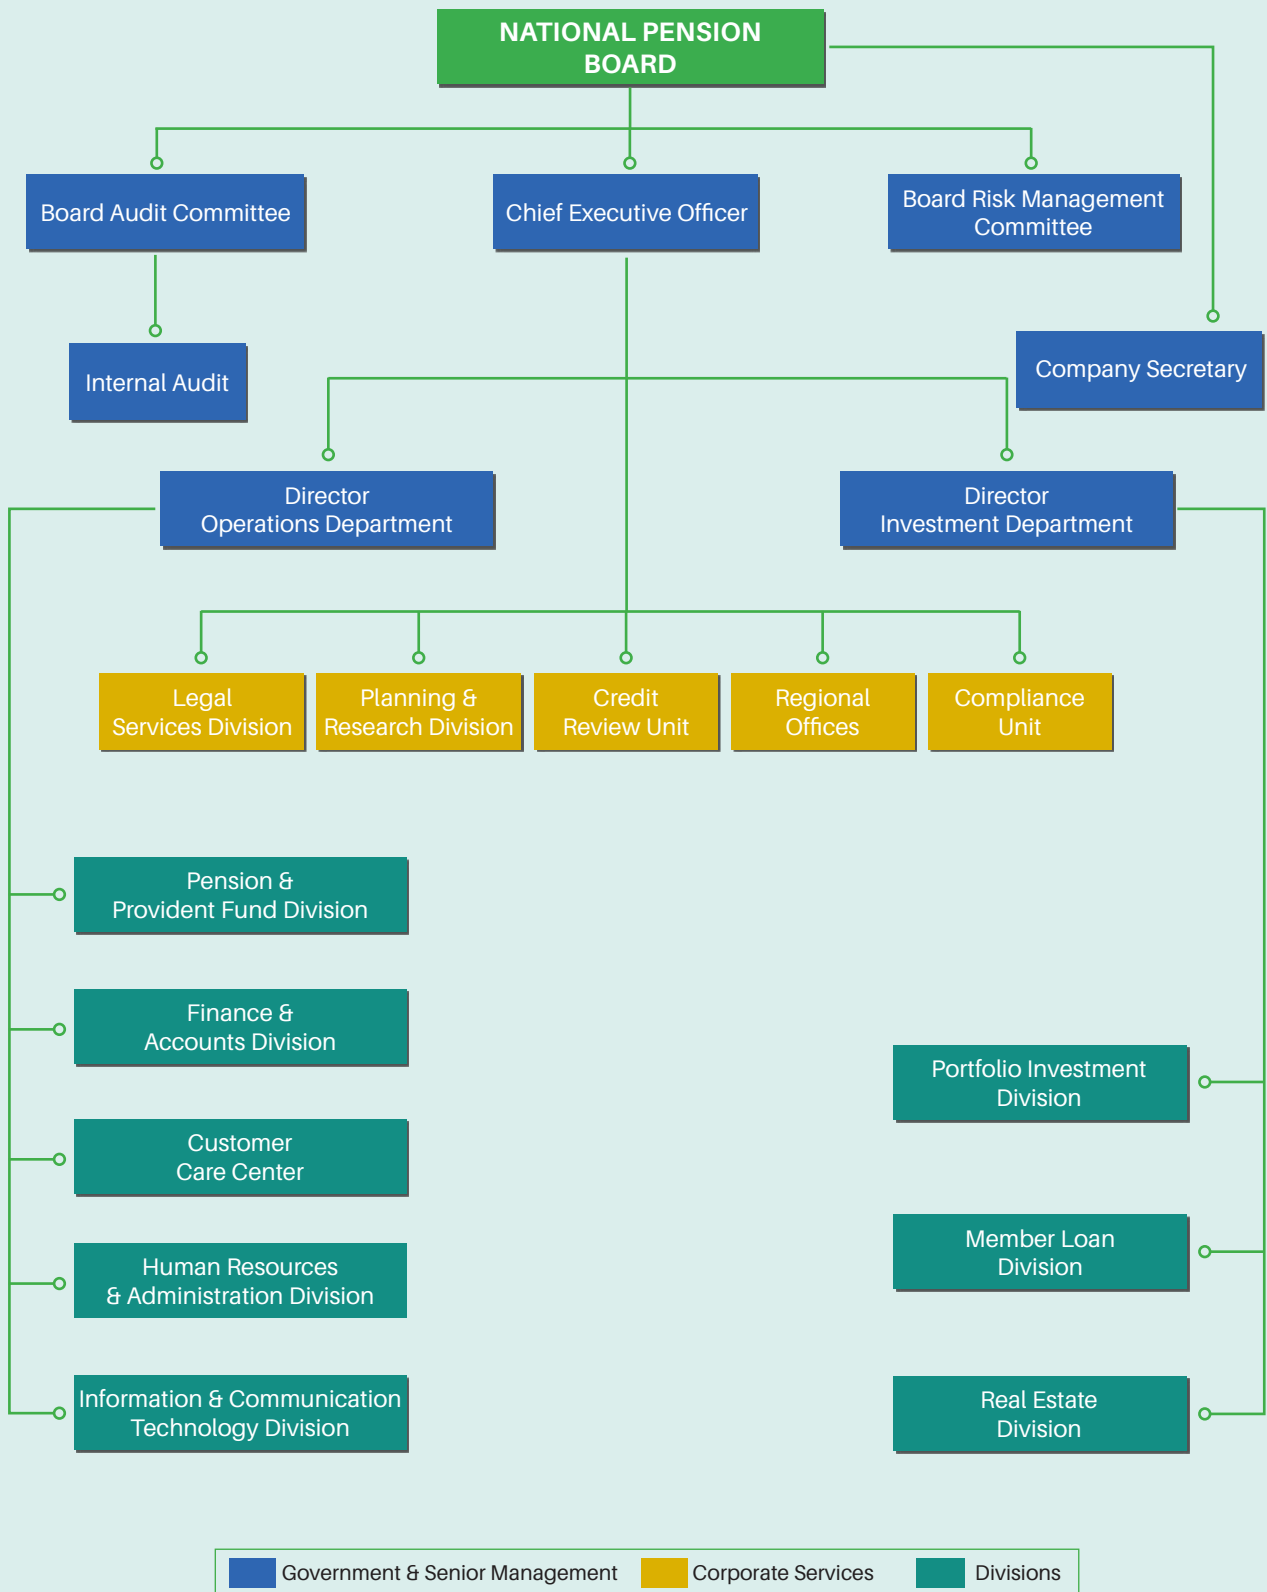 NATIONAL PENSION
BOARD
Board Audit Committee
Chief Executive Officer
Board Risk Management
Committee
Internal Audit
Company Secretary
Director
Operations Department
Director
Investment Department
Legal
Services Division
Planning &
Research Division
Credit
Review Unit
Regional
Offices
Compliance
Unit
Pension &
Provident Fund Division
Finance &
Accounts Division
Customer
Care Center
Human Resources
& Administration Division
Information & Communication
Technology Division
Portfolio Investment
Division
Member Loan
Division
Real Estate
Division
Government & Senior Management
Corporate Services
Divisions